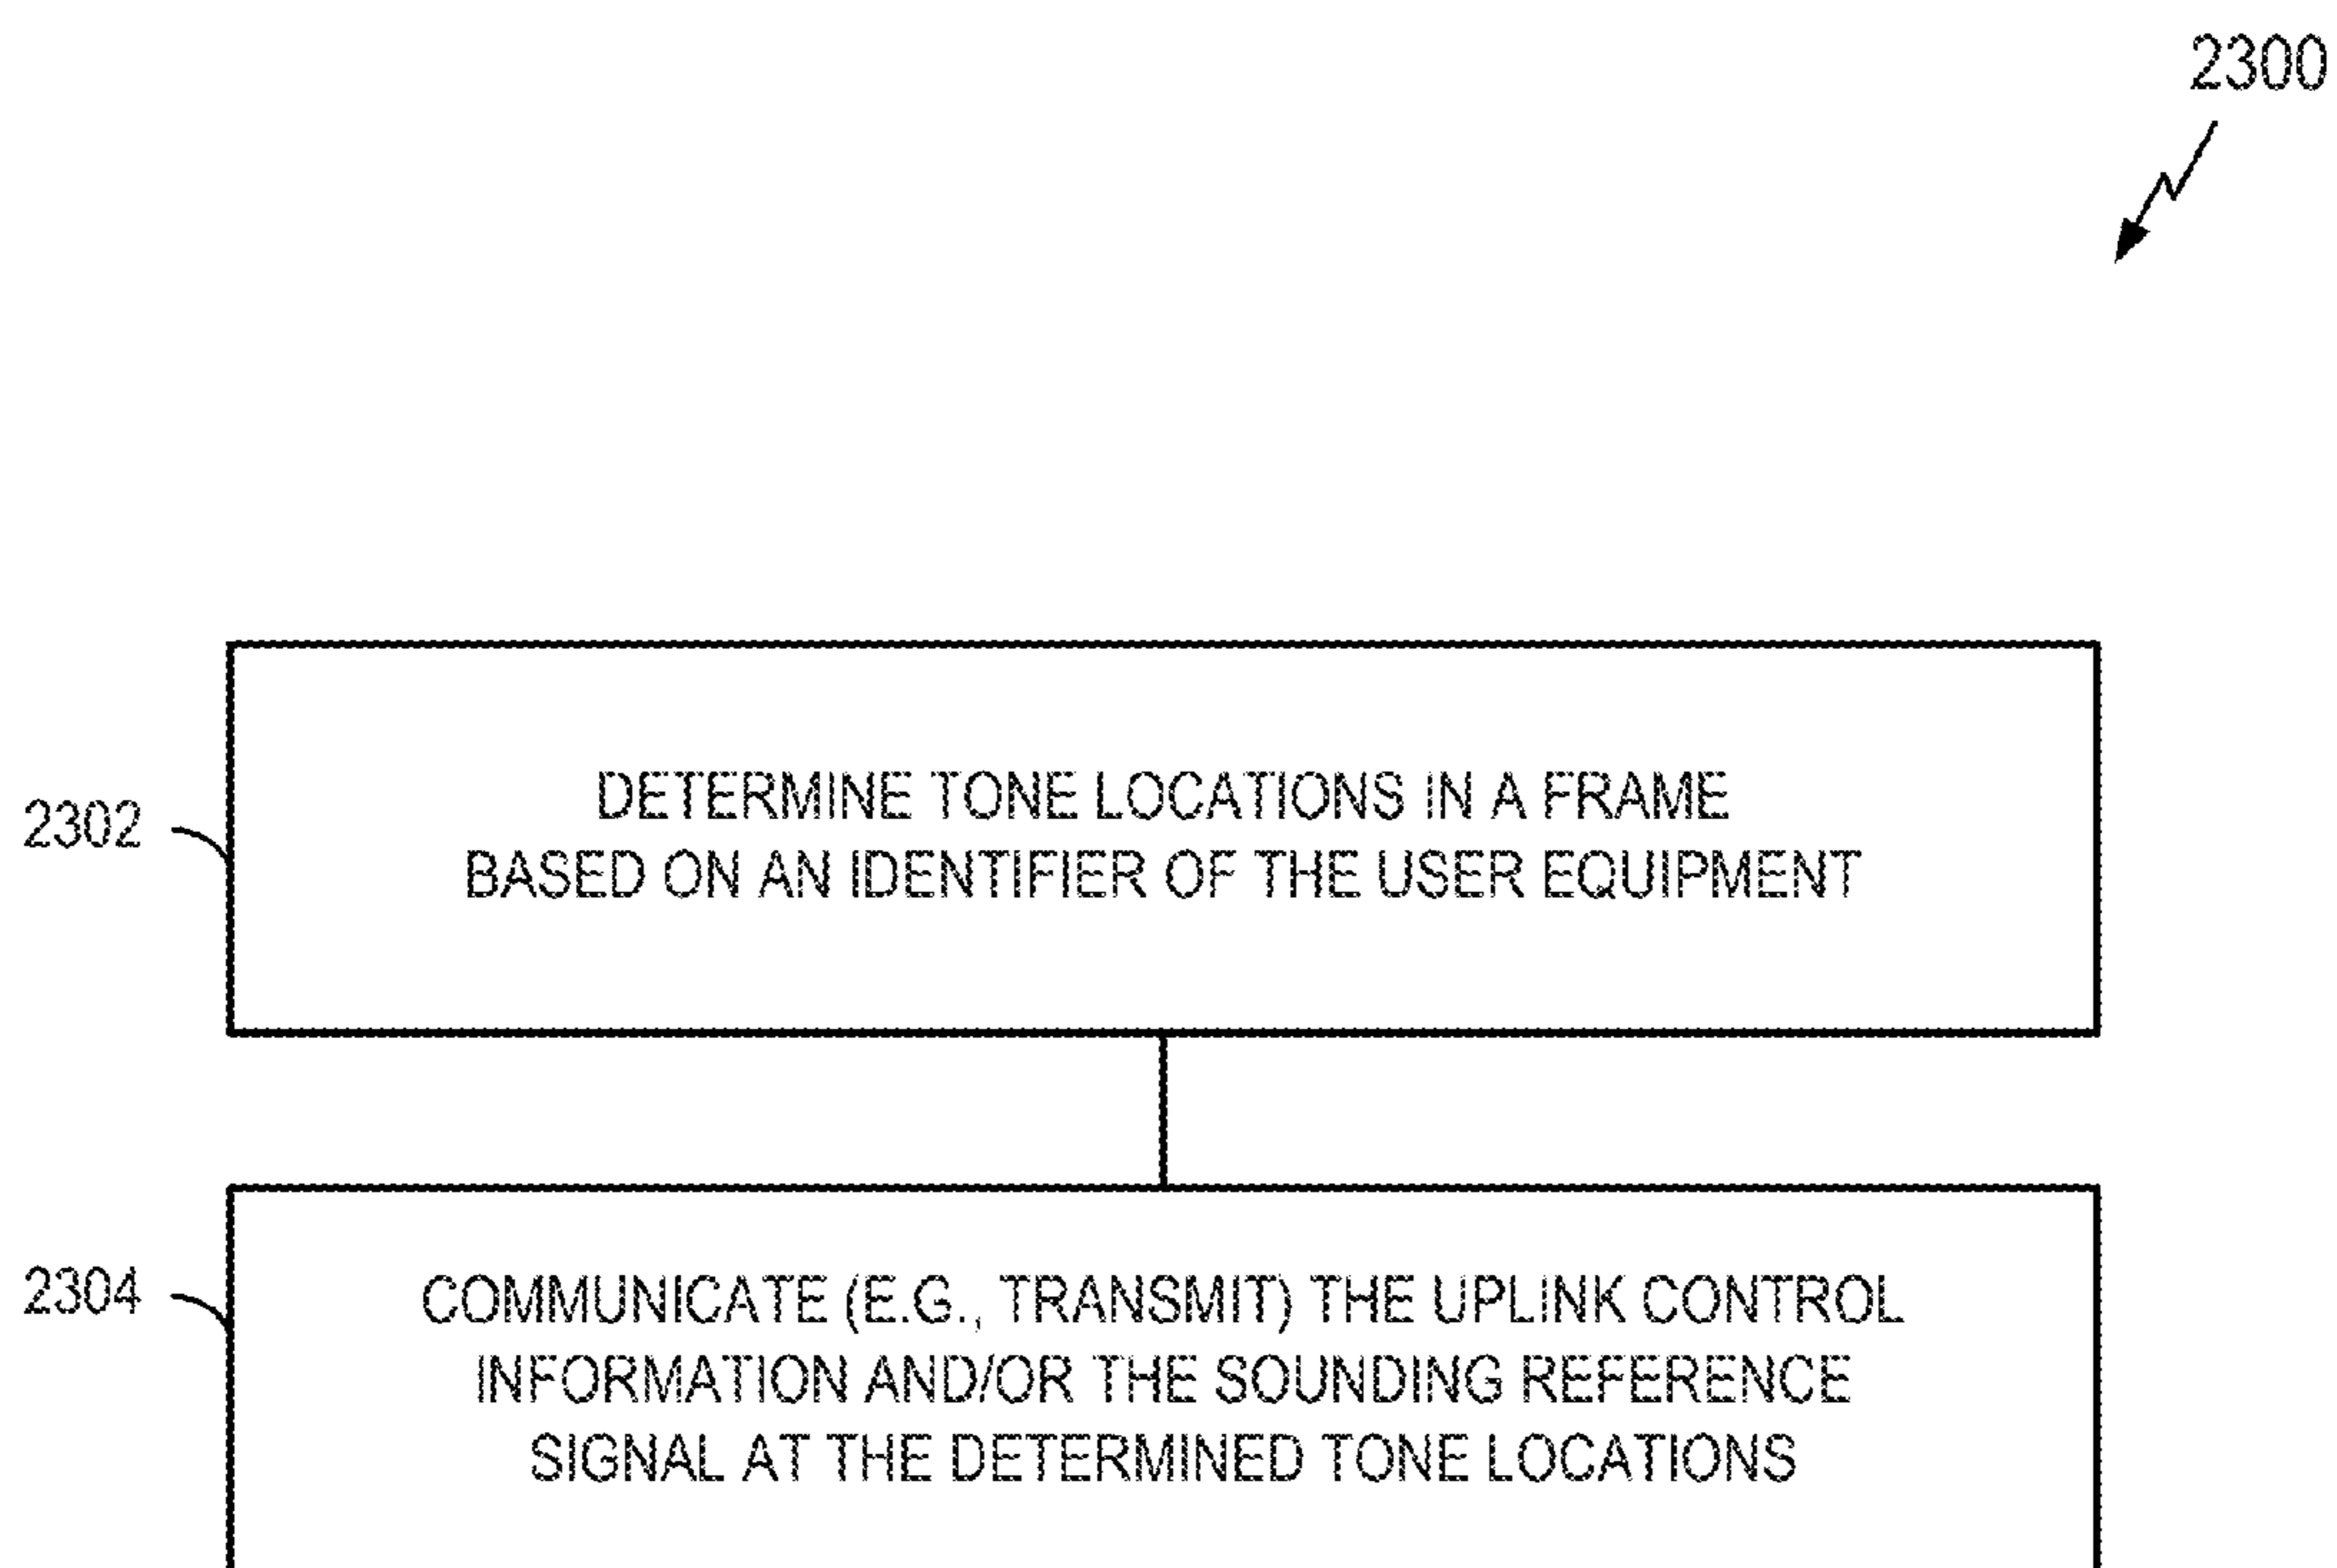 2300
2302
DETERMINE TONE LOCATIONS IN A FRAME
BASED ON AN IDENTIFIER OF THE USER EQUIPMENT
2304
COMMUNICATE (E.G., TRANSMIT) THE UPLINK CONTROL
INFORMATION AND/OR THE SOUNDING REFERENCE
SIGNAL AT THE DETERMINED TONE LOCATIONS